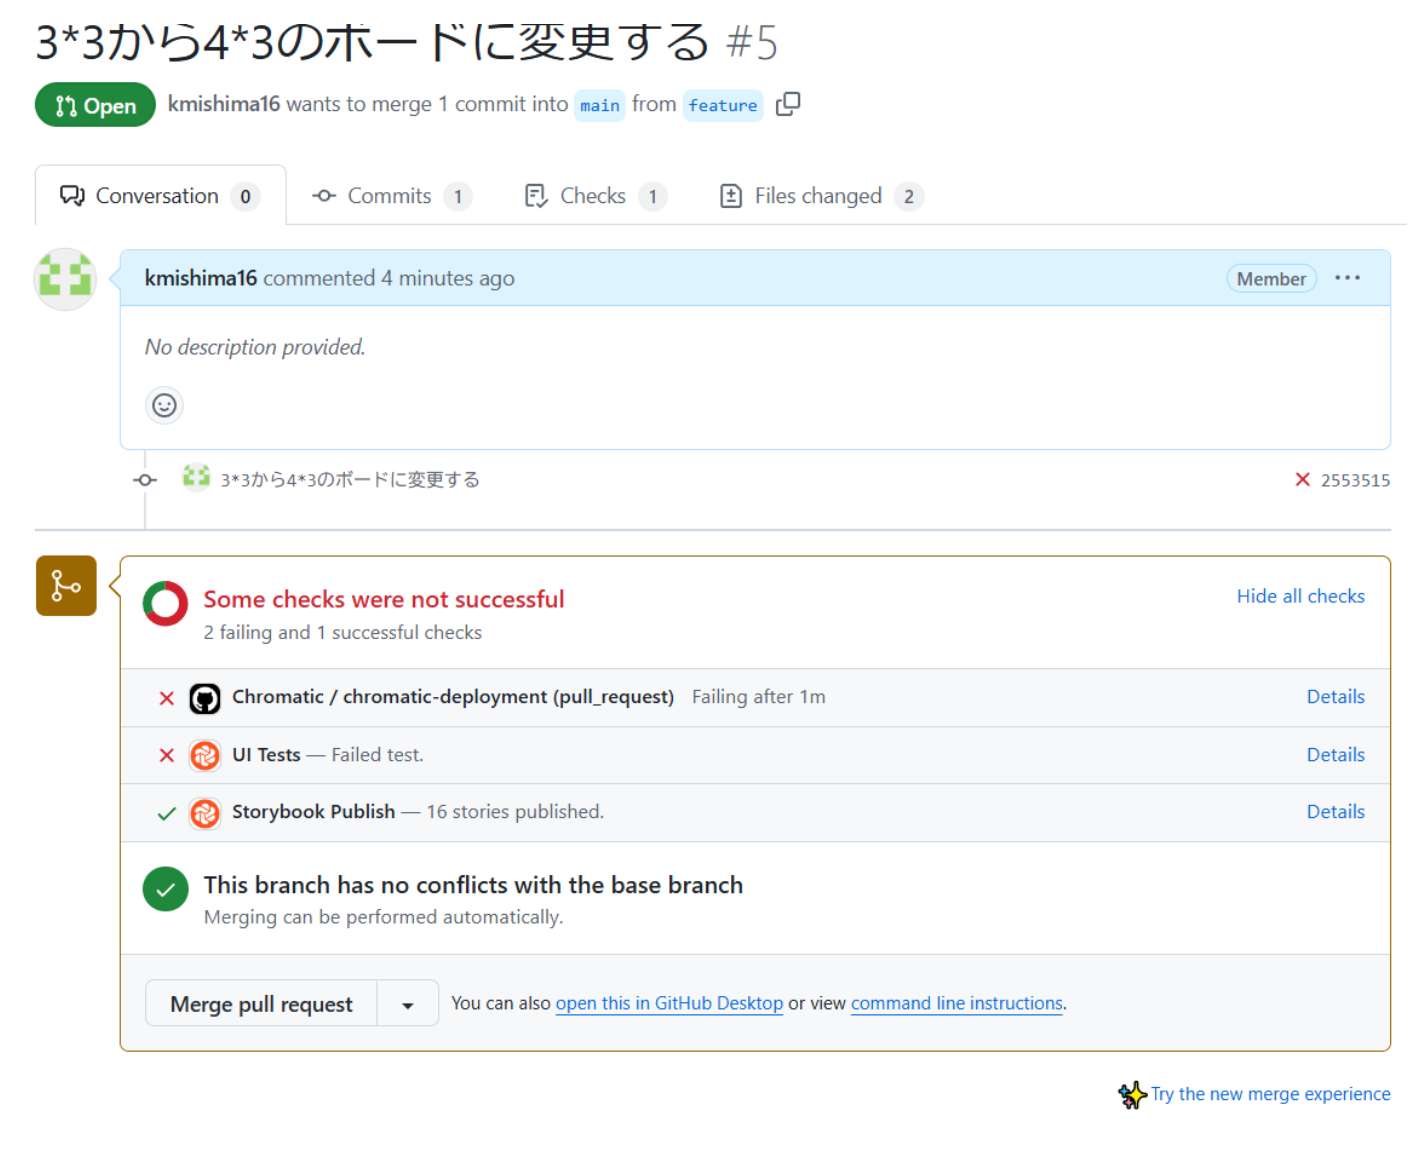 3*3から4*3のボードに変更する #5
Open kmishima16 wants to merge 1 commit into main from feature
Conversation 0 Commits 1 Checks 1 Files changed 2
kmishima16 commented 4 minutes ago Member ...
No description provided.
3*3から4*3のボードに変更する 2553515
Some checks were not successful Hide all checks
2 failing and 1 successful checks
Chromatic / chromatic-deployment (pull_request) Failing after 1m Details
UI Tests — Failed test. Details
Storybook Publish — 16 stories published. Details
This branch has no conflicts with the base branch
Merging can be performed automatically.
Merge pull request You can also open this in GitHub Desktop or view command line instructions.
Try the new merge experience